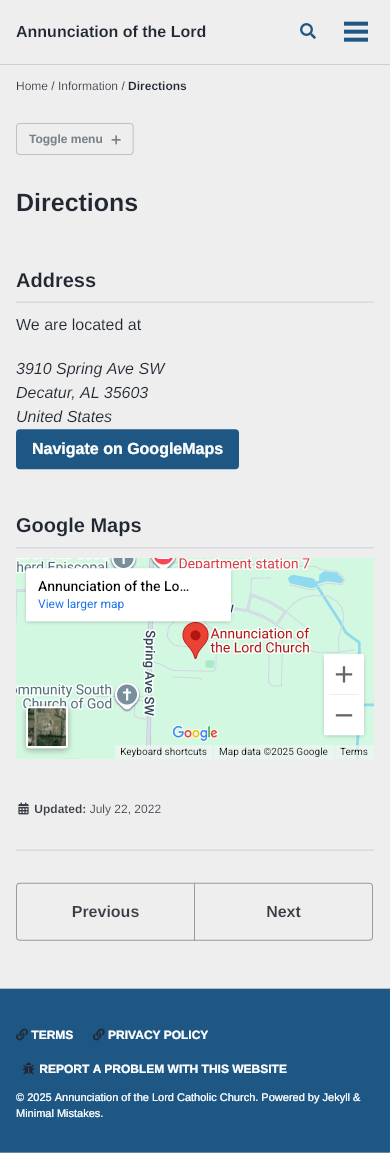 Annunciation of the Lord
Home / Information / Directions
Toggle menu +
Directions
Address
We are located at
3910 Spring Ave SW
Decatur, AL 35603
United States
Navigate on GoogleMaps
Google Maps
herd Episcopal
Department station 7
Annunciation of the Lo…
View larger map
Annunciation of
the Lord Church
Spring Ave SW
ommunity South
Church of God
Google
Keyboard shortcuts
Map data ©2025 Google
Terms
Updated: July 22, 2022
Previous
Next
TERMS
PRIVACY POLICY
REPORT A PROBLEM WITH THIS WEBSITE
© 2025 Annunciation of the Lord Catholic Church. Powered by Jekyll &
Minimal Mistakes.